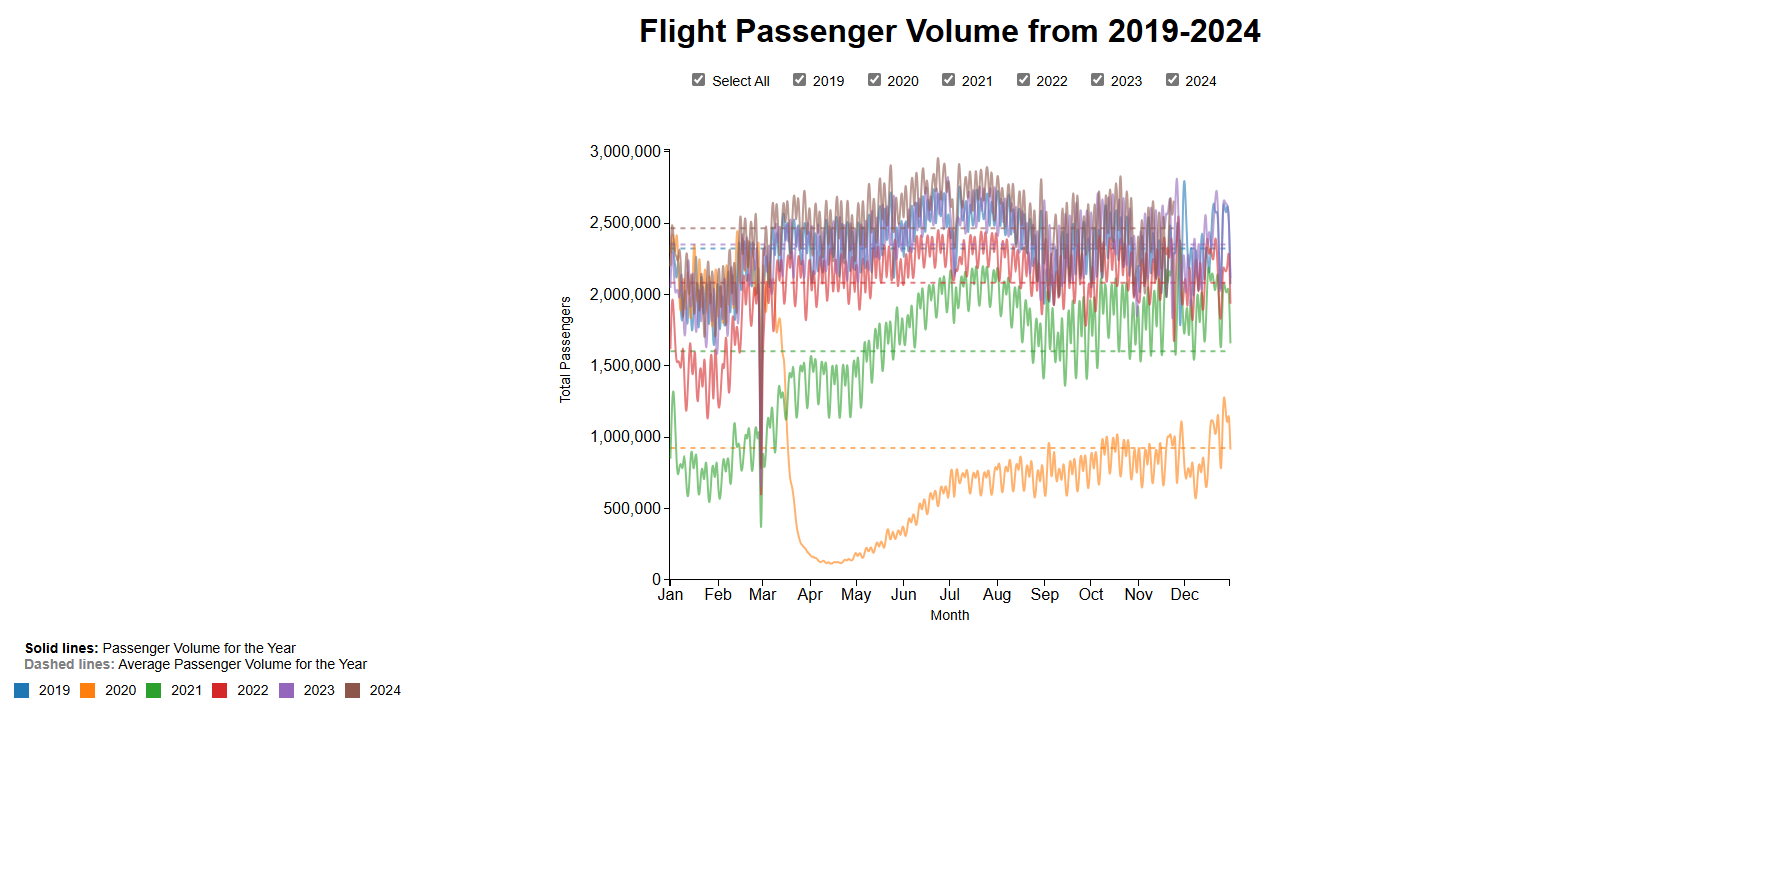 Flight Passenger Volume from 2019-2024
Select All 2019 2020 2021 2022 2023 2024
3,000,000
2,500,000
2,000,000
1,500,000
1,000,000
500,000
0
Total Passengers
Jan Feb Mar Apr May Jun Jul Aug Sep Oct Nov Dec
Month
Solid lines: Passenger Volume for the Year
Dashed lines: Average Passenger Volume for the Year
2019 2020 2021 2022 2023 2024